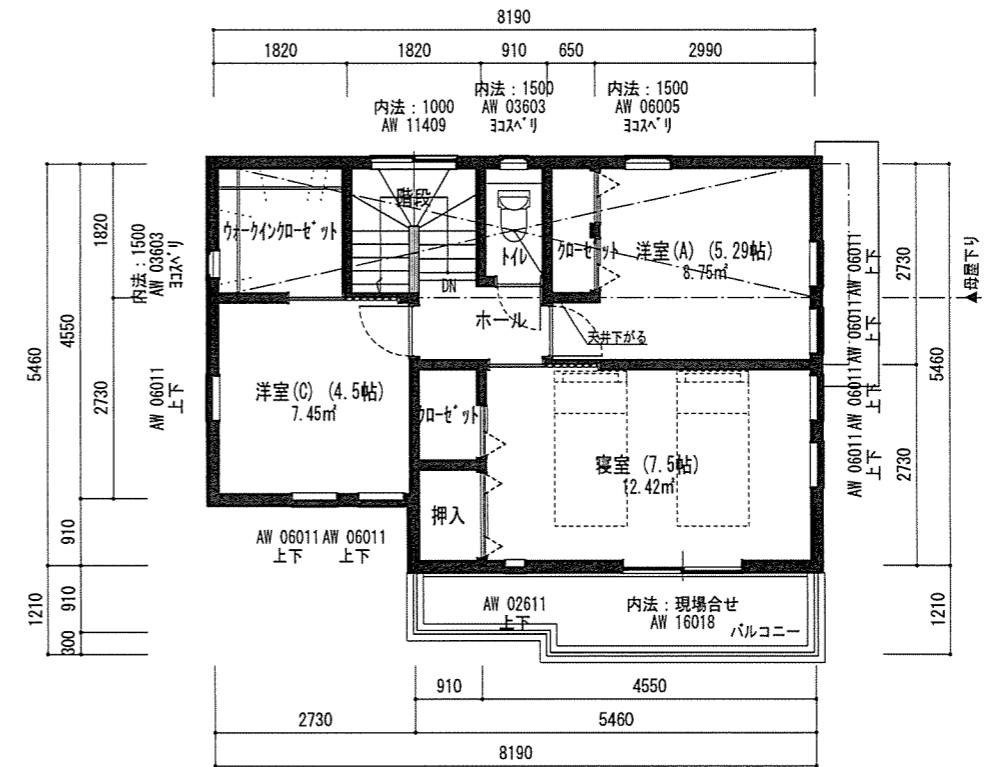 8190
1820
1820
910
650
2990
内法：1000
AW 11409
内法：1500
AW 03603
ﾖｺｽﾍﾞﾘ
内法：1500
AW 06005
ﾖｺｽﾍﾞﾘ
5460
1210
4550
910
910
300
1820
2730
内法：1500
AW 03603
ﾖｺｽﾍﾞﾘ
AW 06011
上下
ｳｫｰｸｲﾝｸﾛｰｾﾞｯﾄ
階段
DN
トイレ
ｸﾛｰｾﾞｯﾄ
洋室(A) (5.29帖)
8.75㎡
ホール
天井下がる
洋室(C) (4.5帖)
7.45㎡
ｸﾛｰｾﾞｯﾄ
押入
寝室 (7.5帖)
12.42㎡
AW 06011
上下
AW 06011
上下
AW 06011
上下
AW 06011
上下
2730
2730
5460
1210
▲母屋下り
AW 06011
上下
AW 06011
上下
AW 02611
上下
内法：現場合せ
AW 16018
バルコニー
910
4550
2730
5460
8190